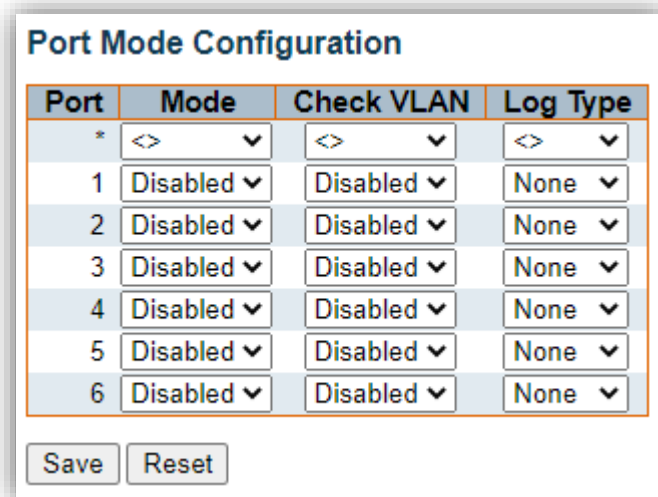 Port Mode Configuration
Port Mode Check VLAN Log Type
* <> <> <>
1 Disabled Disabled None
2 Disabled Disabled None
3 Disabled Disabled None
4 Disabled Disabled None
5 Disabled Disabled None
6 Disabled Disabled None
Save Reset